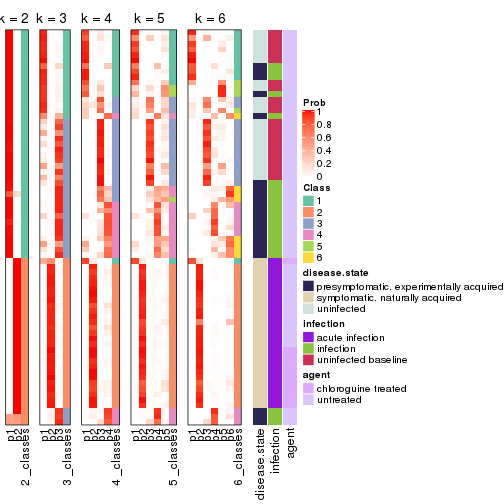 k = 2
k = 3
k = 4
k = 5
k = 6
p1
p2
2_classes
p1
p2
p3
3_classes
p1
p2
p3
p4
4_classes
p1
p2
p3
p4
p5
5_classes
p1
p2
p3
p4
p5
p6
6_classes
disease.state
infection
agent
Prob
1
0.8
0.6
0.4
0.2
0
Class
1
2
3
4
5
6
disease.state
presymptomatic. experimentally acquired
symptomatic. naturally acquired
uninfected
infection
acute infection
infection
uninfected baseline
agent
chloroguine treated
untreated